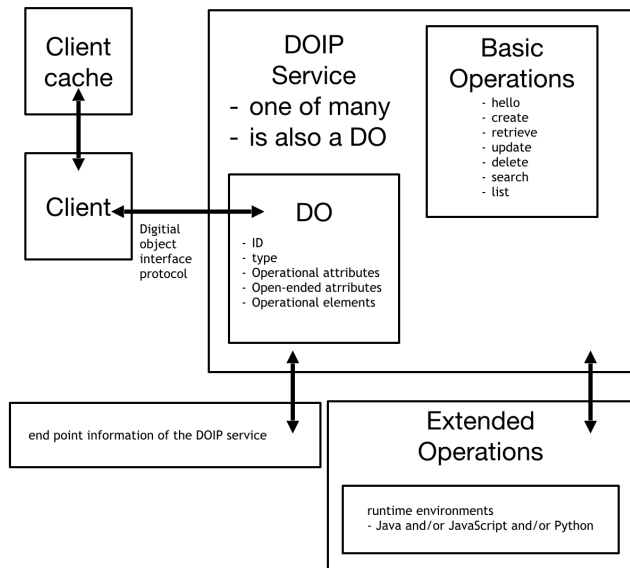 Client
cache
Client
Digitial
object
interface
protocol
DOIP
Service
- one of many
- is also a DO
DO
- ID
- type
- Operational attributes
- Open-ended atrributes
- Operational elements
Basic
Operations
- hello
- create
- retrieve
- update
- delete
- search
- list
end point information of the DOIP service
Extended
Operations
runtime environments
- Java and/or JavaScript and/or Python